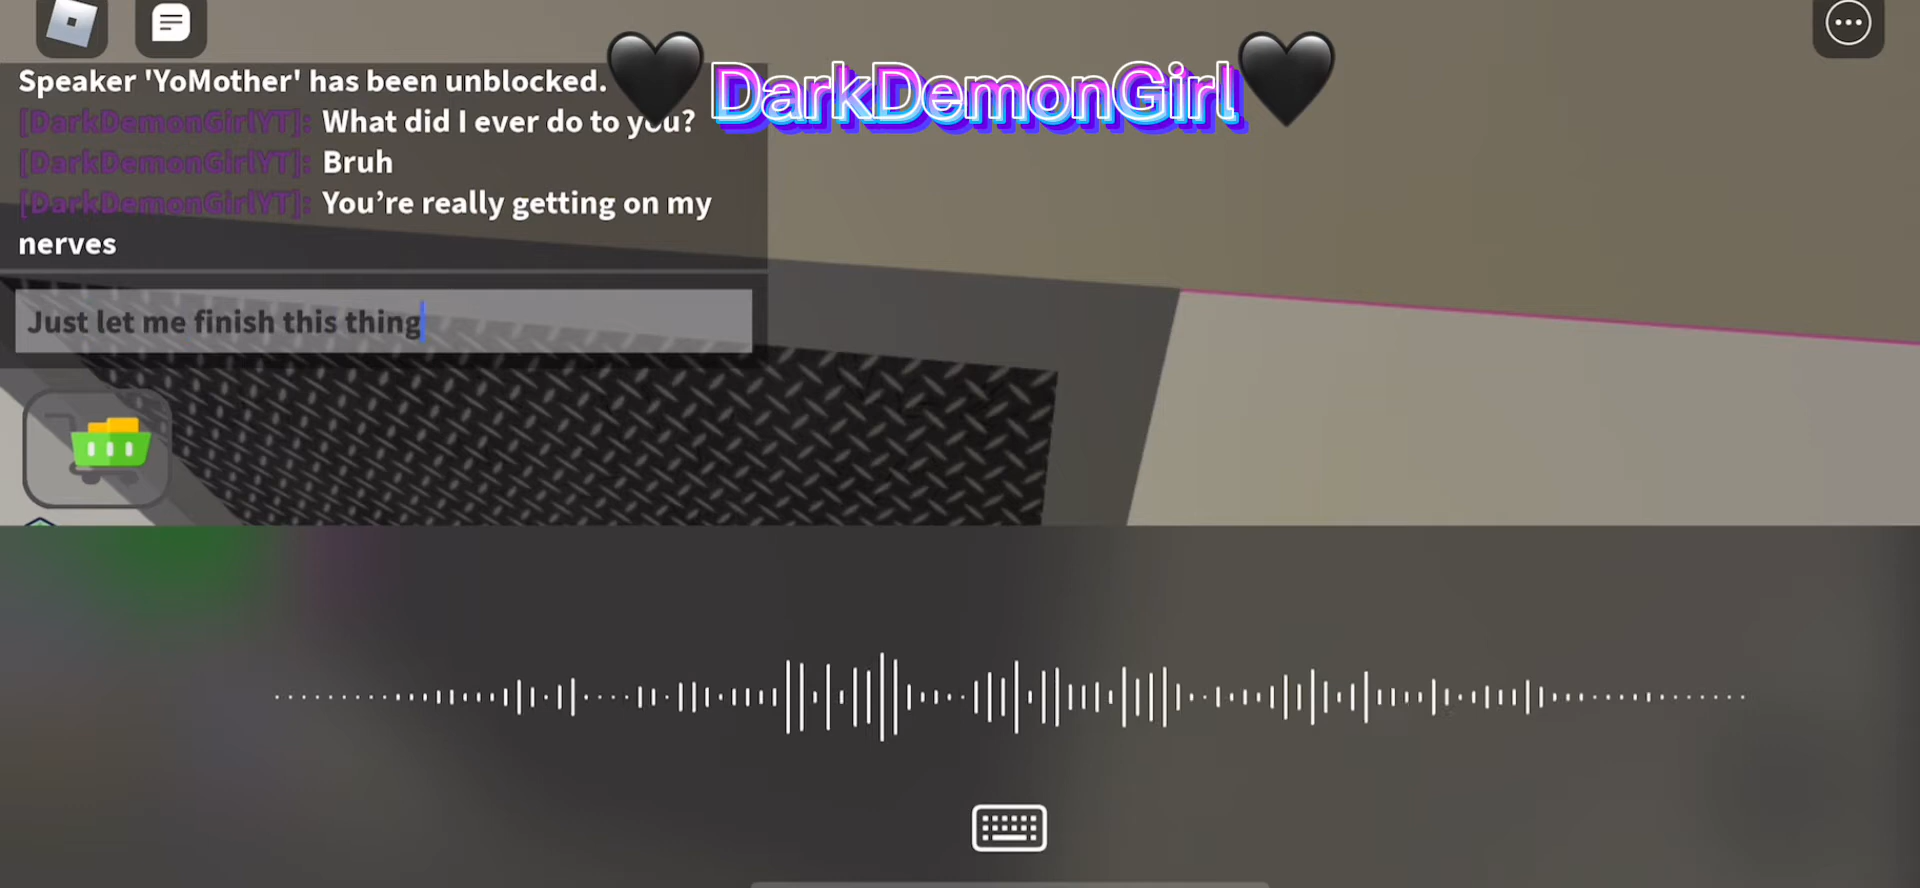 Speaker 'YoMother' has been unblocked.
🖤DarkDemonGirl🖤
[DarkDemonGirlYT]: What did I ever do to you?
[DarkDemonGirlYT]: Bruh
[DarkDemonGirlYT]: You’re really getting on my
nerves
Just let me finish this thing